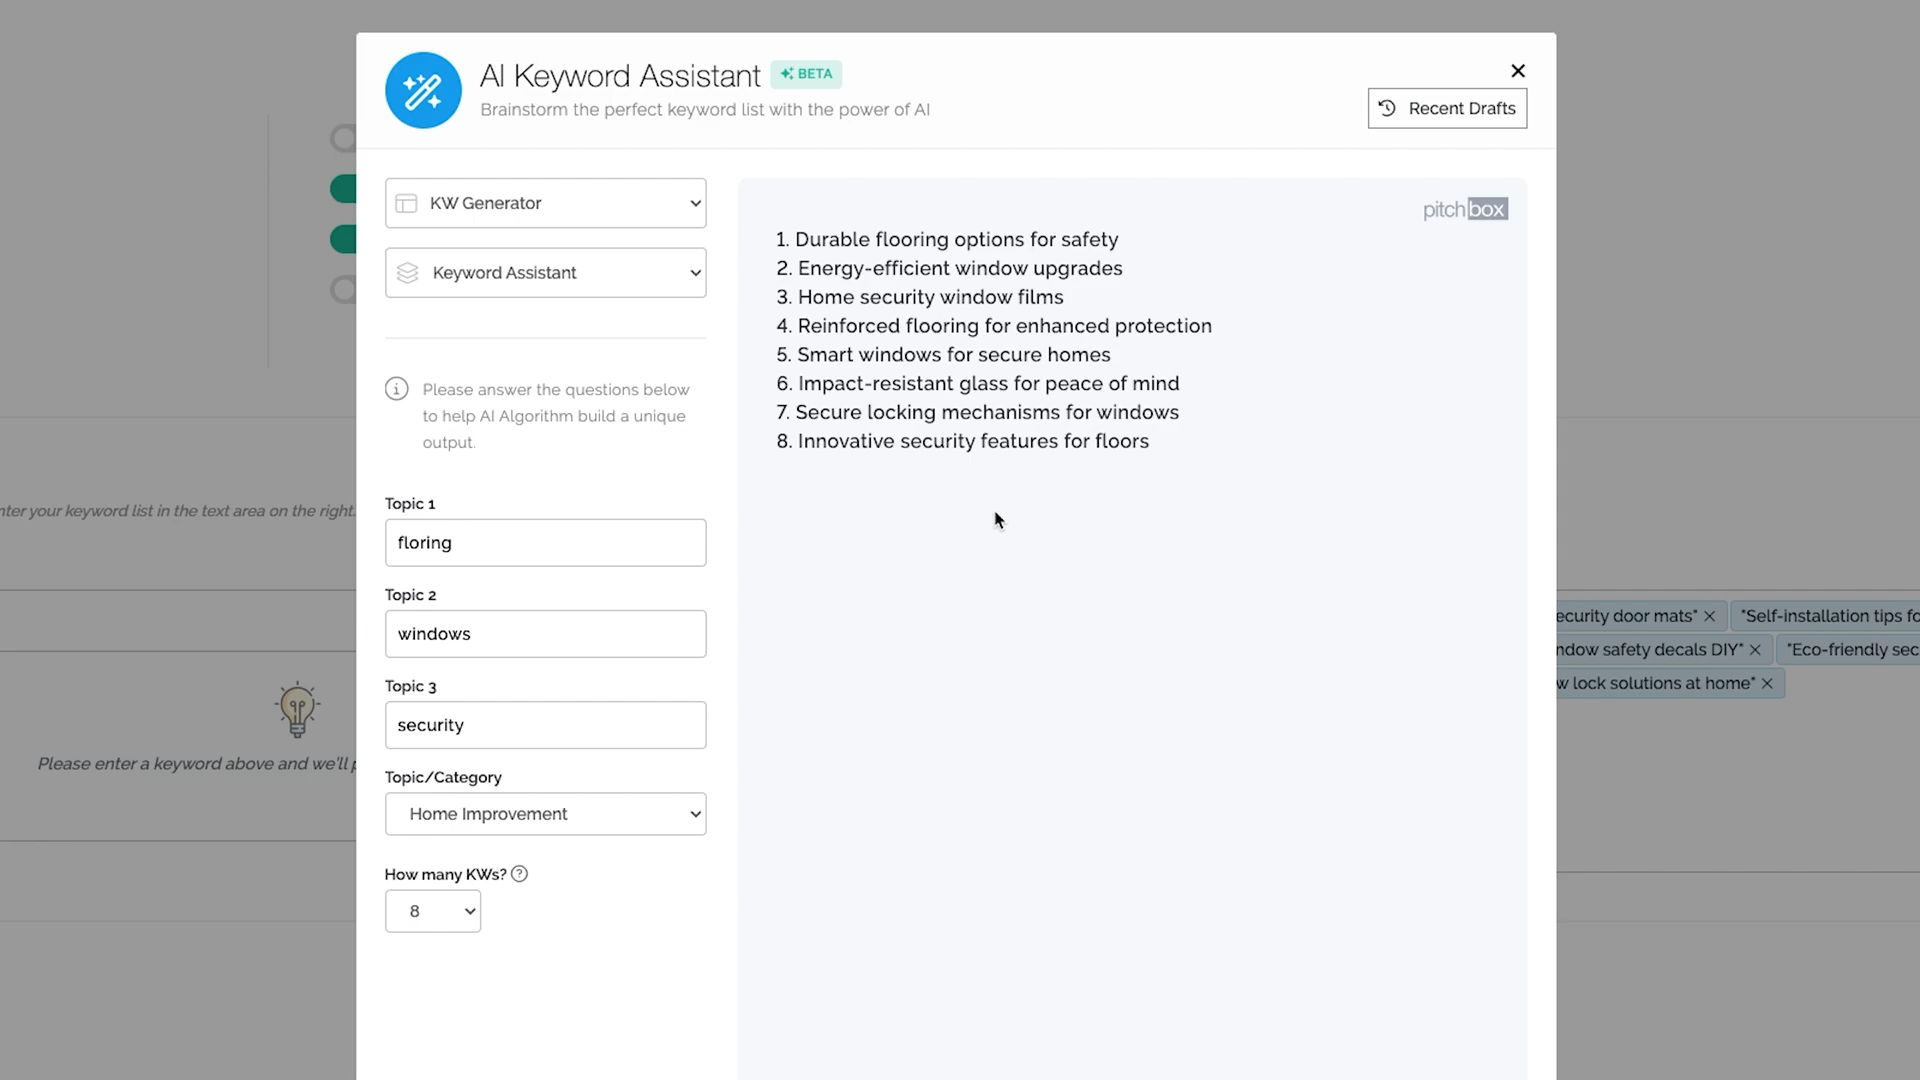 AI Keyword Assistant
BETA
Brainstorm the perfect keyword list with the power of AI
Recent Drafts
KW Generator
Keyword Assistant
Please answer the questions below
to help AI Algorithm build a unique
output.
Topic 1
floring
Topic 2
windows
Topic 3
security
Topic/Category
Home Improvement
How many KWs?
8
pitchbox
1. Durable flooring options for safety
2. Energy-efficient window upgrades
3. Home security window films
4. Reinforced flooring for enhanced protection
5. Smart windows for secure homes
6. Impact-resistant glass for peace of mind
7. Secure locking mechanisms for windows
8. Innovative security features for floors
your keyword list in the text area on the right.
Please enter a keyword above and we'll
door mats"
"Self-installation tips
safety decals DIY"
"Eco-friendly
lock solutions at home"